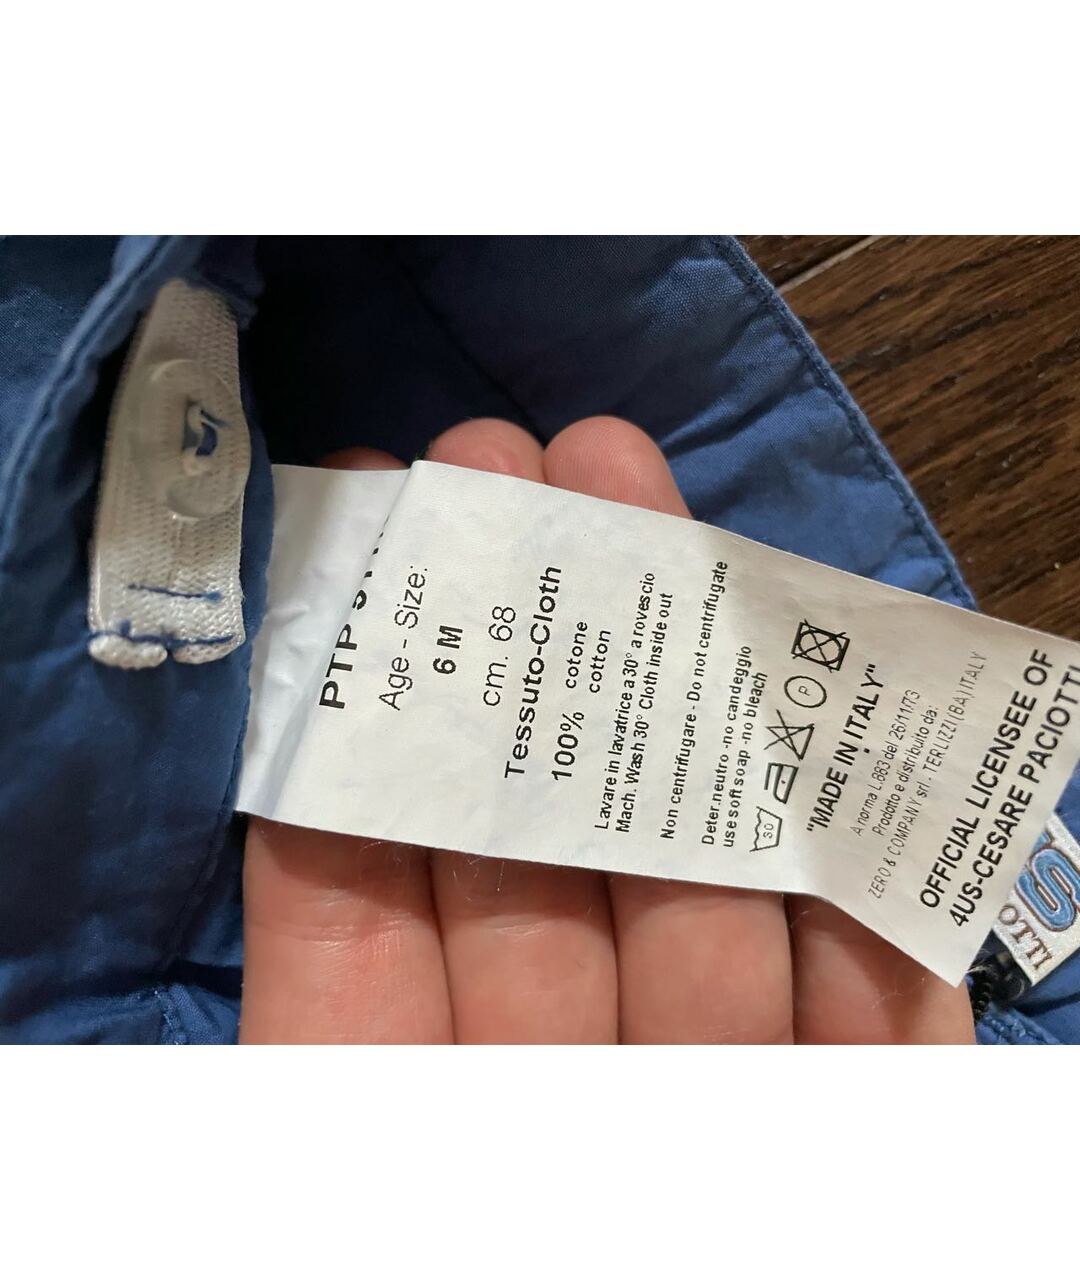 PTP
Age - Size:
6 M
cm. 68
Tessuto-Cloth
100% cotone
cotton
Lavare in lavatrice a 30° a rovescio
Mach. Wash 30° Cloth inside out
Non centrifugare - Do not centrifugate
Deter.neutro -no candeggio
use soft soap -no bleach
30
P
"MADE IN ITALY"
A norma L.883 del 26/11/73
Prodotto e distribuito da:
ZERO & COMPANY srl - TERLIZZI(BA)ITALY
OFFICIAL LICENSEE OF
4US-CESARE PACIOTTI
S
OTTI